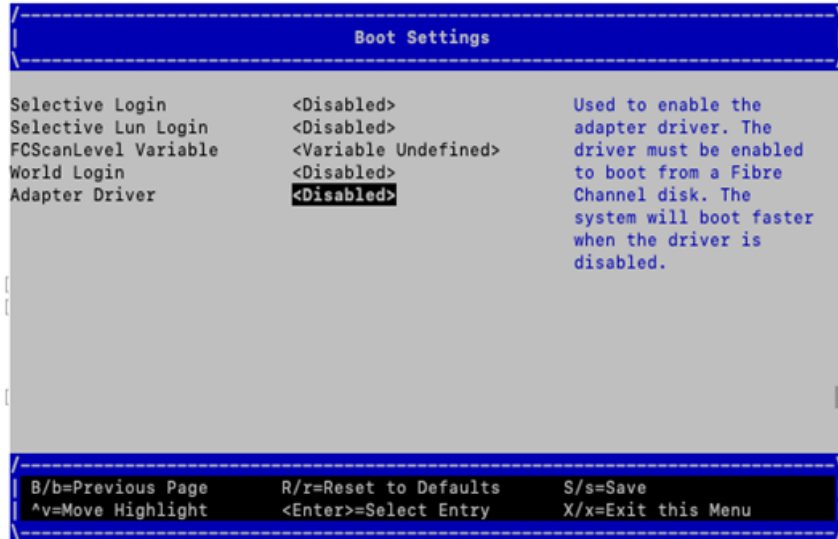 Boot Settings
Selective Login <Disabled>
Selective Lun Login <Disabled>
FCScanLevel Variable <Variable Undefined>
World Login <Disabled>
Adapter Driver <Disabled>
Used to enable the
adapter driver. The
driver must be enabled
to boot from a Fibre
Channel disk. The
system will boot faster
when the driver is
disabled.
B/b=Previous Page R/r=Reset to Defaults S/s=Save
^v=Move Highlight <Enter>=Select Entry X/x=Exit this Menu